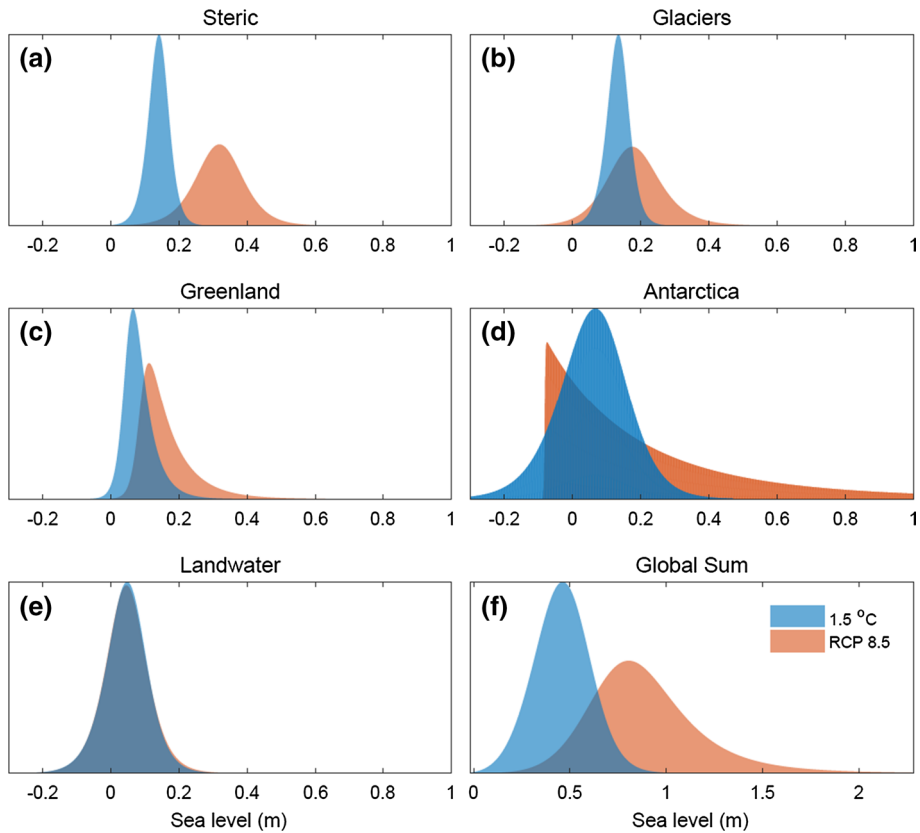 Steric
Glaciers
(a)
(b)
-0.2 0 0.2 0.4 0.6 0.8 1
-0.2 0 0.2 0.4 0.6 0.8 1
Greenland
Antarctica
(c)
(d)
-0.2 0 0.2 0.4 0.6 0.8 1
-0.2 0 0.2 0.4 0.6 0.8 1
Landwater
Global Sum
(e)
(f)
1.5 °C
RCP 8.5
-0.2 0 0.2 0.4 0.6 0.8 1
0 0.5 1 1.5 2
Sea level (m)
Sea level (m)